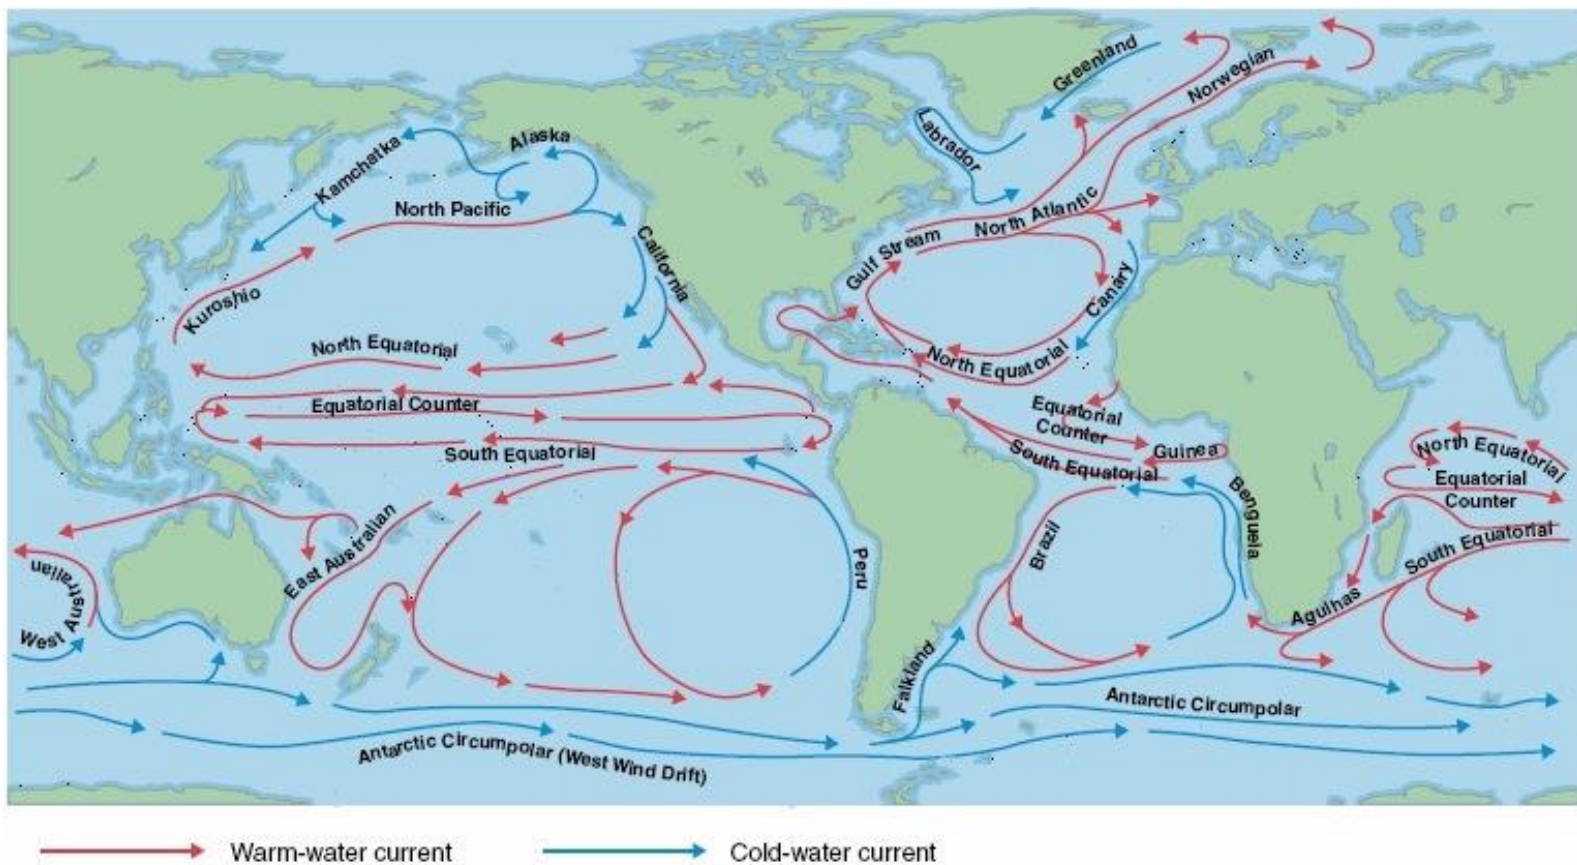 Greenland
Norwegian
Labrador
Alaska
Kamchatka
North Pacific
California
Kuroshio
North Atlantic
Gulf Stream
Canary
North Equatorial
North Equatorial
Equatorial Counter
Equatorial
Counter
Guinea
South Equatorial
South Equatorial
North Equatorial
Equatorial
Counter
South Equatorial
Benguela
Brazil
Peru
East Australian
West Australian
Agulhas
Falkland
Antarctic Circumpolar
Antarctic Circumpolar (West Wind Drift)
Warm-water current
Cold-water current